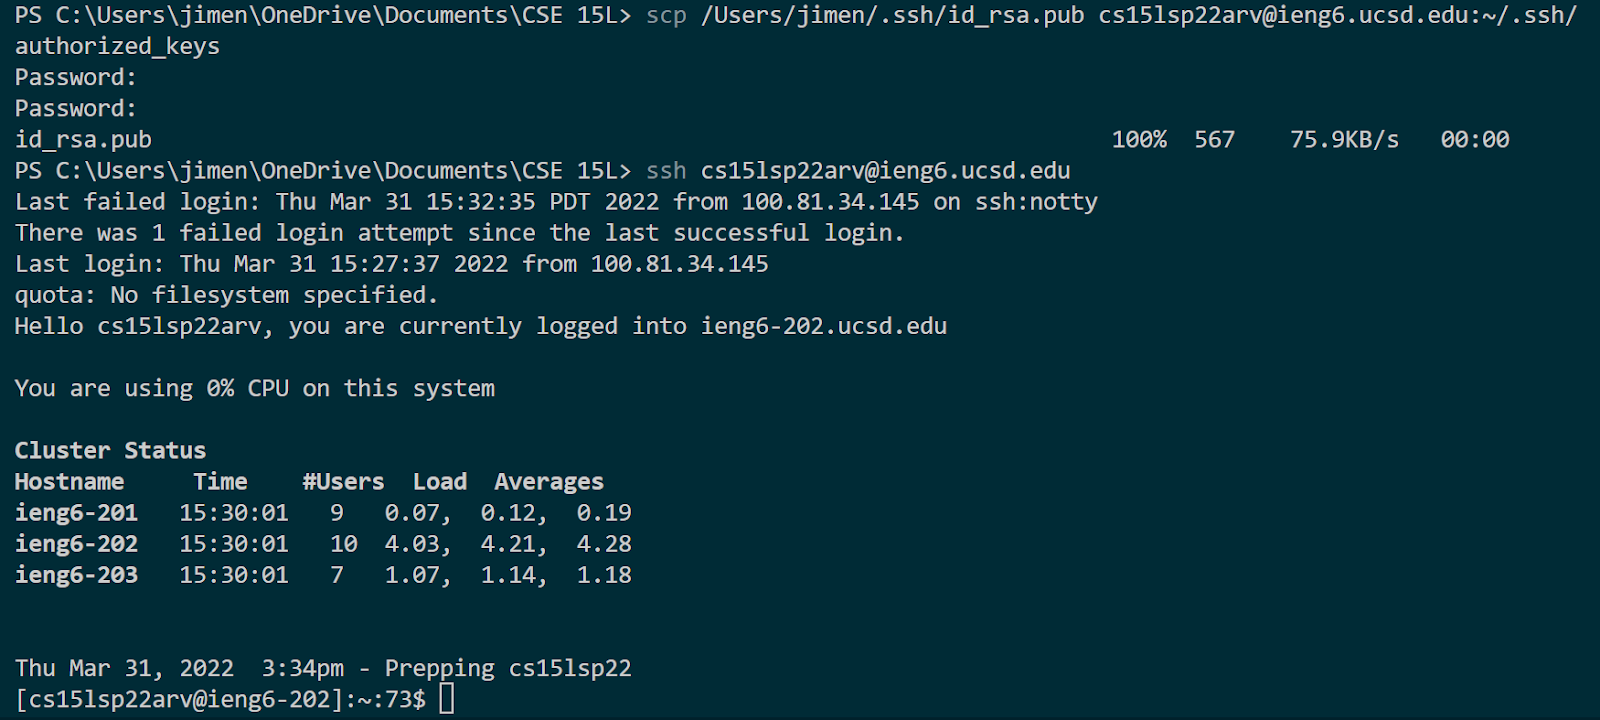 PS C:\Users\jimen\OneDrive\Documents\CSE 15L> scp /Users/jimen/.ssh/id_rsa.pub cs15lsp22arv@ieng6.ucsd.edu:~/.ssh/
authorized_keys
Password:
Password:
id_rsa.pub 100% 567 75.9KB/s 00:00
PS C:\Users\jimen\OneDrive\Documents\CSE 15L> ssh cs15lsp22arv@ieng6.ucsd.edu
Last failed login: Thu Mar 31 15:32:35 PDT 2022 from 100.81.34.145 on ssh:notty
There was 1 failed login attempt since the last successful login.
Last login: Thu Mar 31 15:27:37 2022 from 100.81.34.145
quota: No filesystem specified.
Hello cs15lsp22arv, you are currently logged into ieng6-202.ucsd.edu
You are using 0% CPU on this system
Cluster Status
Hostname Time #Users Load Averages
ieng6-201 15:30:01 9 0.07, 0.12, 0.19
ieng6-202 15:30:01 10 4.03, 4.21, 4.28
ieng6-203 15:30:01 7 1.07, 1.14, 1.18
Thu Mar 31, 2022 3:34pm - Prepping cs15lsp22
[cs15lsp22arv@ieng6-202]:~:73$